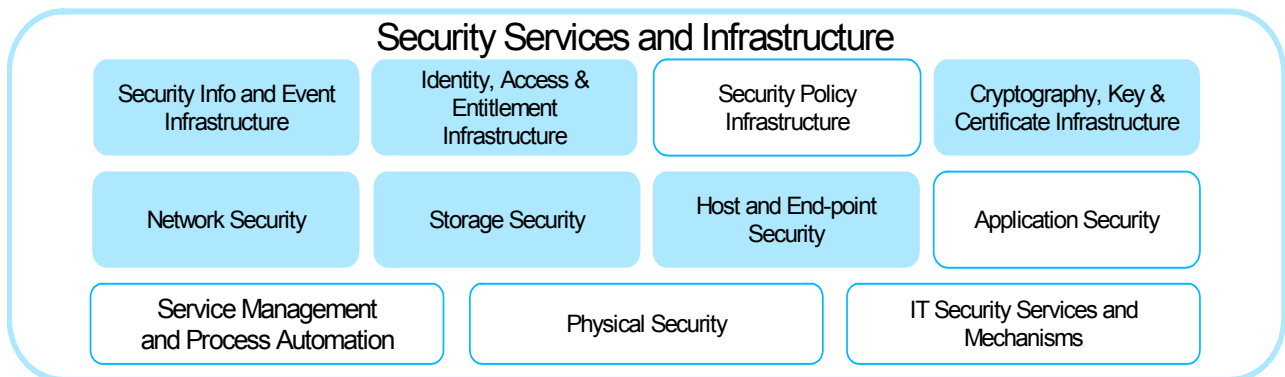 Security Services and Infrastructure
Security Info and Event
Infrastructure
Identity, Access &
Entitlement
Infrastructure
Security Policy
Infrastructure
Cryptography, Key &
Certificate Infrastructure
Network Security
Storage Security
Host and End-point
Security
Application Security
Service Management
and Process Automation
Physical Security
IT Security Services and
Mechanisms